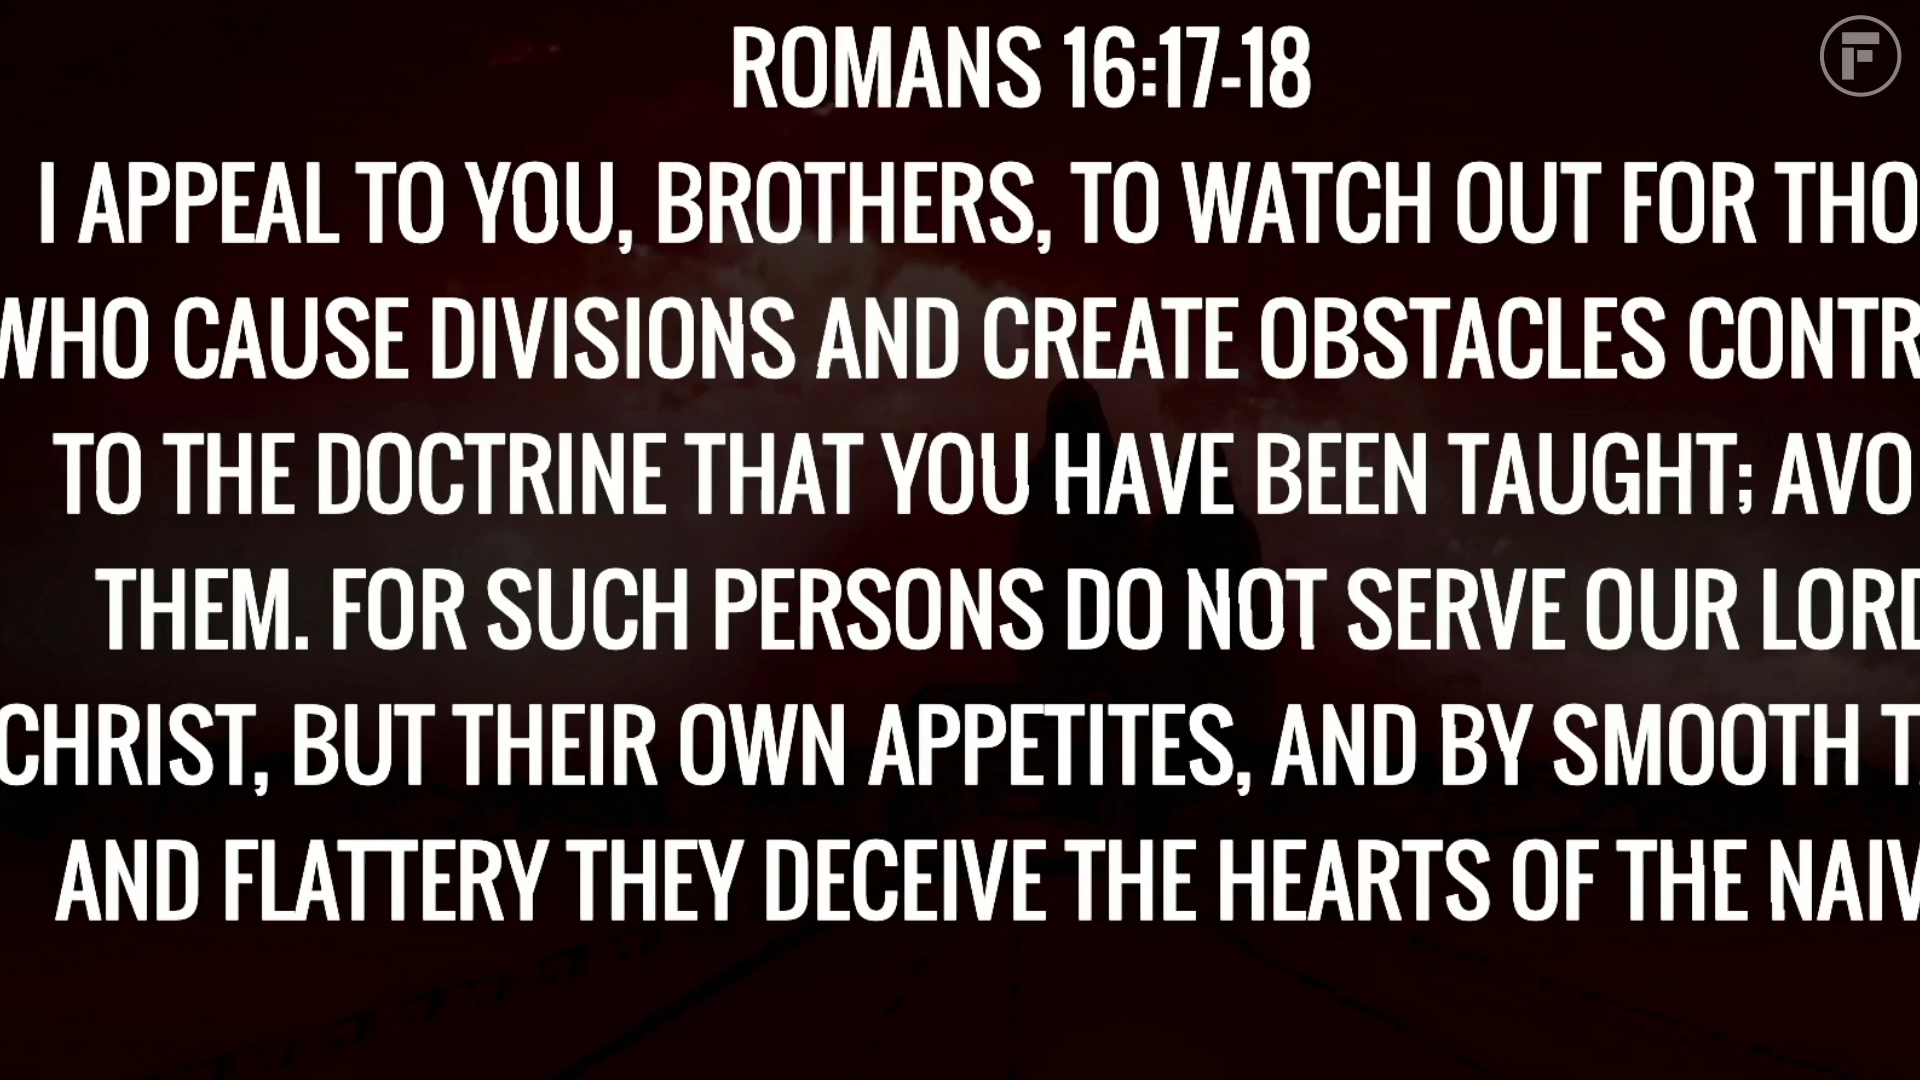 ROMANS 16:17-18
I APPEAL TO YOU, BROTHERS, TO WATCH OUT FOR THO
WHO CAUSE DIVISIONS AND CREATE OBSTACLES CONTR
TO THE DOCTRINE THAT YOU HAVE BEEN TAUGHT; AVO
THEM. FOR SUCH PERSONS DO NOT SERVE OUR LORD
CHRIST, BUT THEIR OWN APPETITES, AND BY SMOOTH T
AND FLATTERY THEY DECEIVE THE HEARTS OF THE NAIV